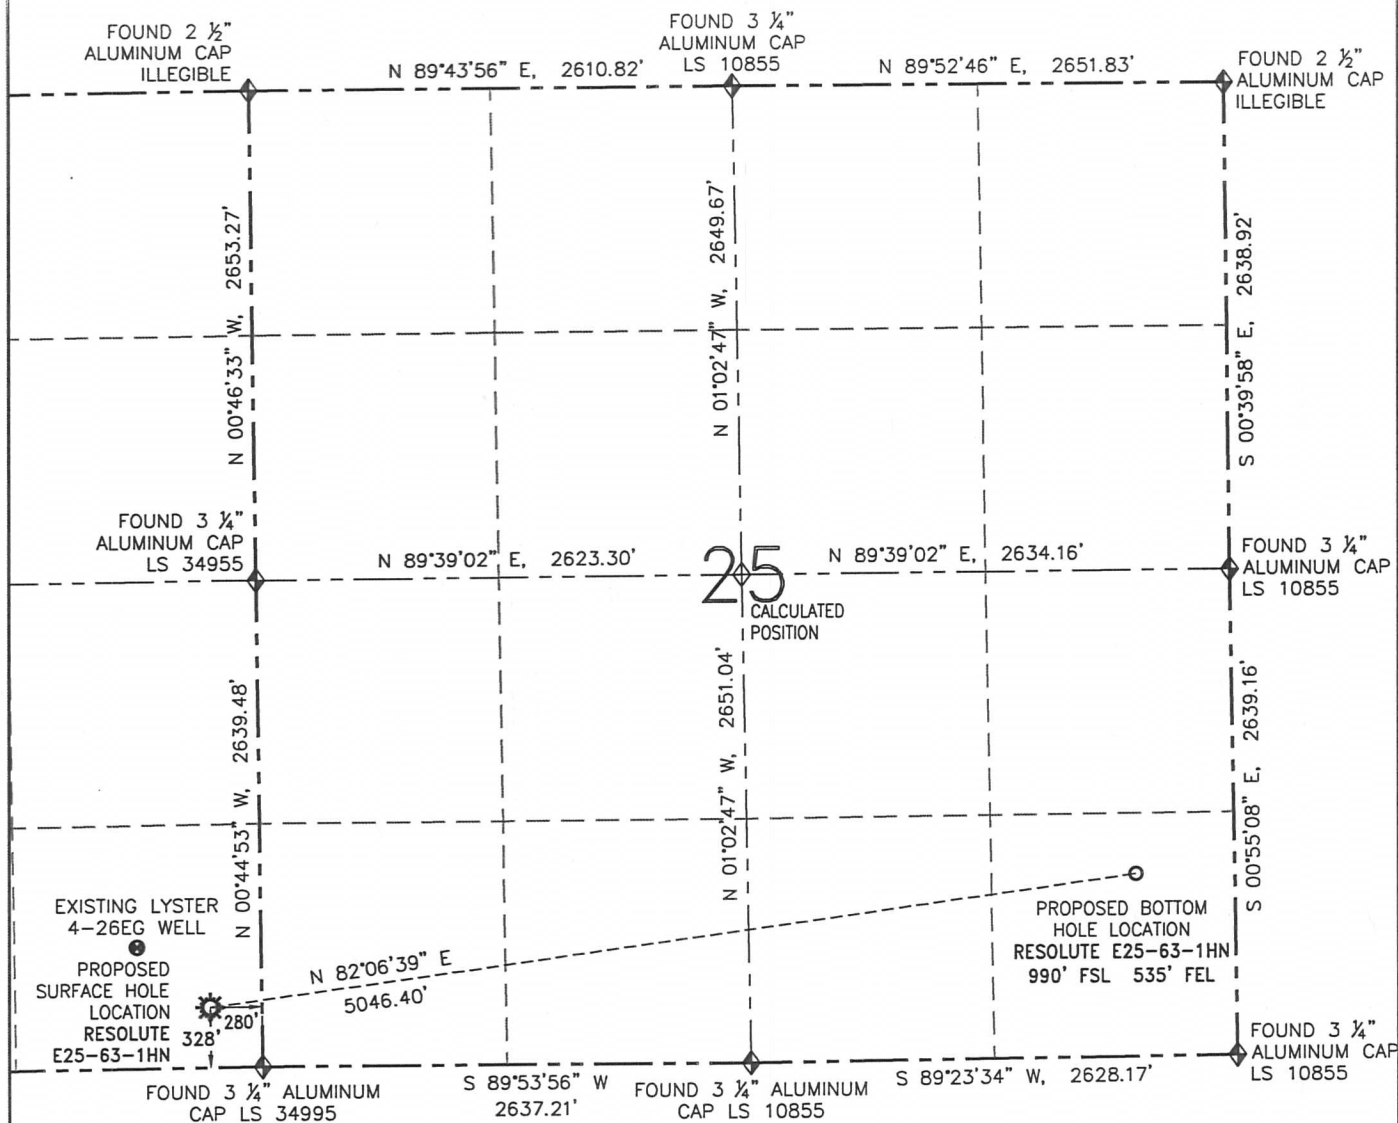 FOUND 2 ½"
ALUMINUM CAP
ILLEGIBLE
N 89°43'56" E, 2610.82'
FOUND 3 ¼"
ALUMINUM CAP
LS 10855
N 89°52'46" E, 2651.83'
FOUND 2 ½"
ALUMINUM CAP
ILLEGIBLE
N 00°46'33" W, 2653.27'
N 01°02'47" W, 2649.67'
S 00°39'58" E, 2638.92'
FOUND 3 ¼"
ALUMINUM CAP
LS 34955
N 89°39'02" E, 2623.30'
25
CALCULATED
POSITION
N 89°39'02" E, 2634.16'
FOUND 3 ¼"
ALUMINUM CAP
LS 10855
N 00°44'53" W, 2639.48'
N 01°02'47" W, 2651.04'
S 00°55'08" E, 2639.16'
EXISTING LYSTER
4-26EG WELL
PROPOSED
SURFACE HOLE
LOCATION
RESOLUTE
E25-63-1HN
328'
280'
N 82°06'39" E
5046.40'
PROPOSED BOTTOM
HOLE LOCATION
RESOLUTE E25-63-1HN
990' FSL 535' FEL
FOUND 3 ¼" ALUMINUM
CAP LS 34995
S 89°53'56" W
2637.21'
FOUND 3 ¼" ALUMINUM
CAP LS 10855
S 89°23'34" W, 2628.17'
FOUND 3 ¼"
ALUMINUM CAP
LS 10855